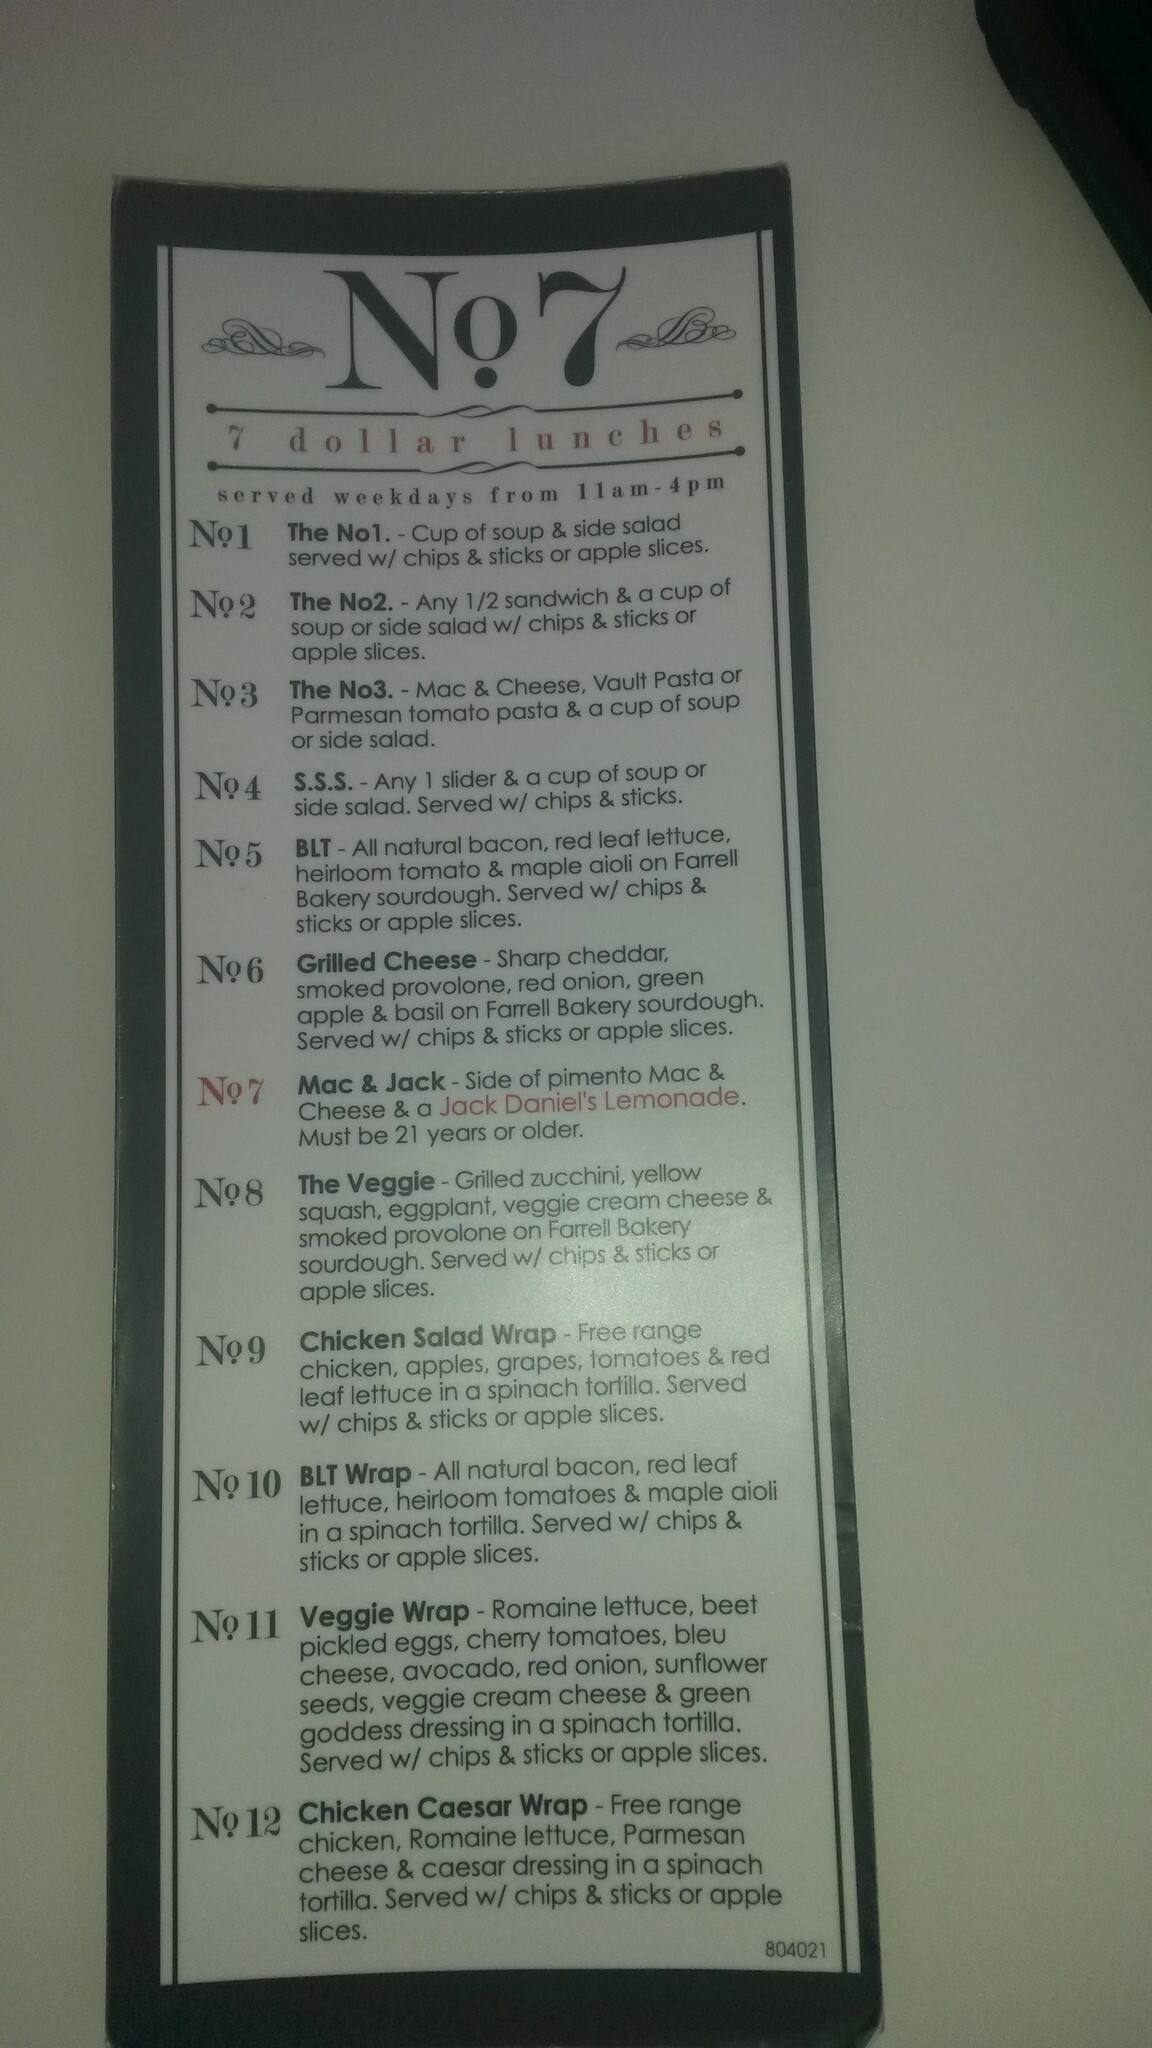 No 7
7 dollar lunches
served weekdays from 11am-4pm
No1 The No1. - Cup of soup & side salad
served w/ chips & sticks or apple slices.
No2 The No2. - Any 1/2 sandwich & a cup of
soup or side salad w/ chips & sticks or
apple slices.
No3 The No3. - Mac & Cheese, Vault Pasta or
Parmesan tomato pasta & a cup of soup
or side salad.
No4 S.S.S. - Any 1 slider & a cup of soup or
side salad. Served w/ chips & sticks.
No5 BLT - All natural bacon, red leaf lettuce,
heirloom tomato & maple aioli on Farrell
Bakery sourdough. Served w/ chips &
sticks or apple slices.
No6 Grilled Cheese - Sharp cheddar,
smoked provolone, red onion, green
apple & basil on Farrell Bakery sourdough.
Served w/ chips & sticks or apple slices.
No7 Mac & Jack - Side of pimento Mac &
Cheese & a Jack Daniel's Lemonade.
Must be 21 years or older.
No8 The Veggie - Grilled zucchini, yellow
squash, eggplant, veggie cream cheese &
smoked provolone on Farrell Bakery
sourdough. Served w/ chips & sticks or
apple slices.
No9 Chicken Salad Wrap - Free range
chicken, apples, grapes, tomatoes & red
leaf lettuce in a spinach tortilla. Served
w/ chips & sticks or apple slices.
No10 BLT Wrap - All natural bacon, red leaf
lettuce, heirloom tomatoes & maple aioli
in a spinach tortilla. Served w/ chips &
sticks or apple slices.
No11 Veggie Wrap - Romaine lettuce, beet
pickled eggs, cherry tomatoes, bleu
cheese, avocado, red onion, sunflower
seeds, veggie cream cheese & green
goddess dressing in a spinach tortilla.
Served w/ chips & sticks or apple slices.
No12 Chicken Caesar Wrap - Free range
chicken, Romaine lettuce, Parmesan
cheese & caesar dressing in a spinach
tortilla. Served w/ chips & sticks or apple
slices.
804021